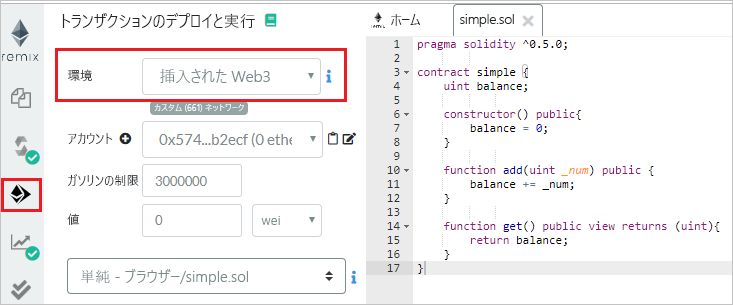 remix
トランザクションのデプロイと実行
環境
挿入された Web3
カスタム (661) ネットワーク
アカウント
0x574...b2ecf (0 ethe
ガソリンの制限
3000000
値
0
wei
単純 - ブラウザー/simple.sol
ホーム
simple.sol
1 pragma solidity ^0.5.0;
2
3 contract simple {
4 uint balance;
5
6 constructor() public{
7 balance = 0;
8 }
9
10 function add(uint _num) public {
11 balance += _num;
12 }
13
14 function get() public view returns (uint){
15 return balance;
16 }
17 }